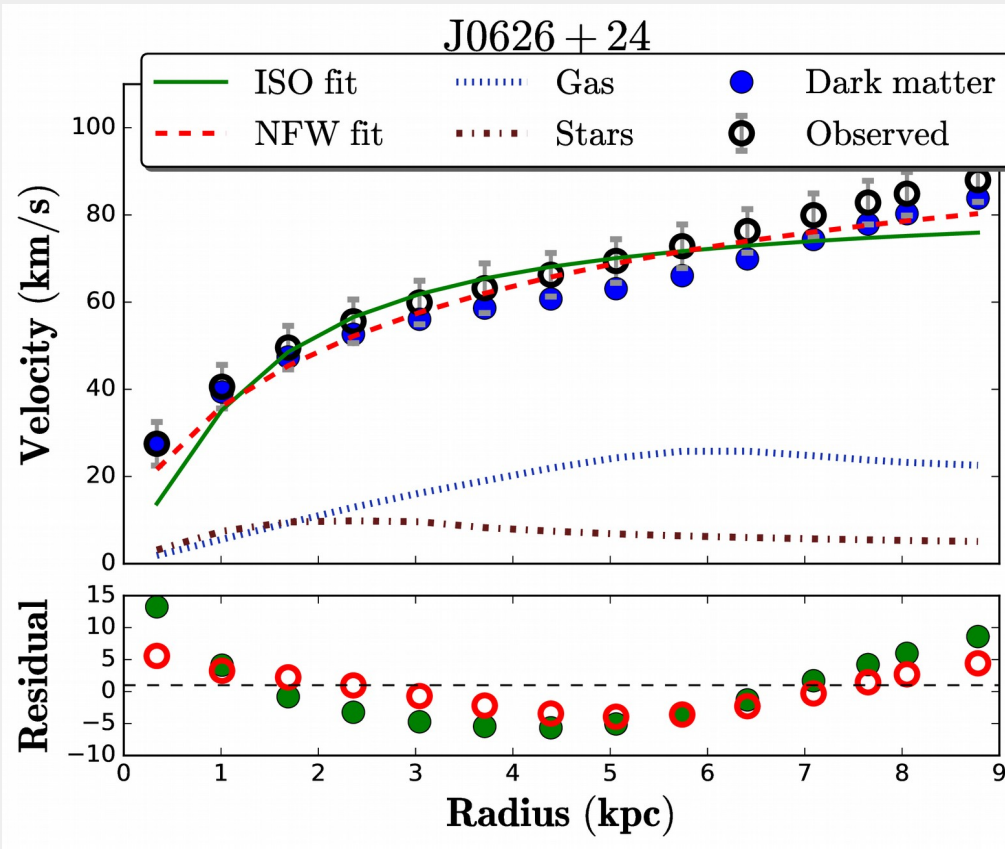 J0626 + 24
ISO fit
Gas
Dark matter
NFW fit
Stars
Observed
100
80
60
40
20
0
Velocity (km/s)
15
10
5
0
−5
−10
Residual
0 1 2 3 4 5 6 7 8 9
Radius (kpc)